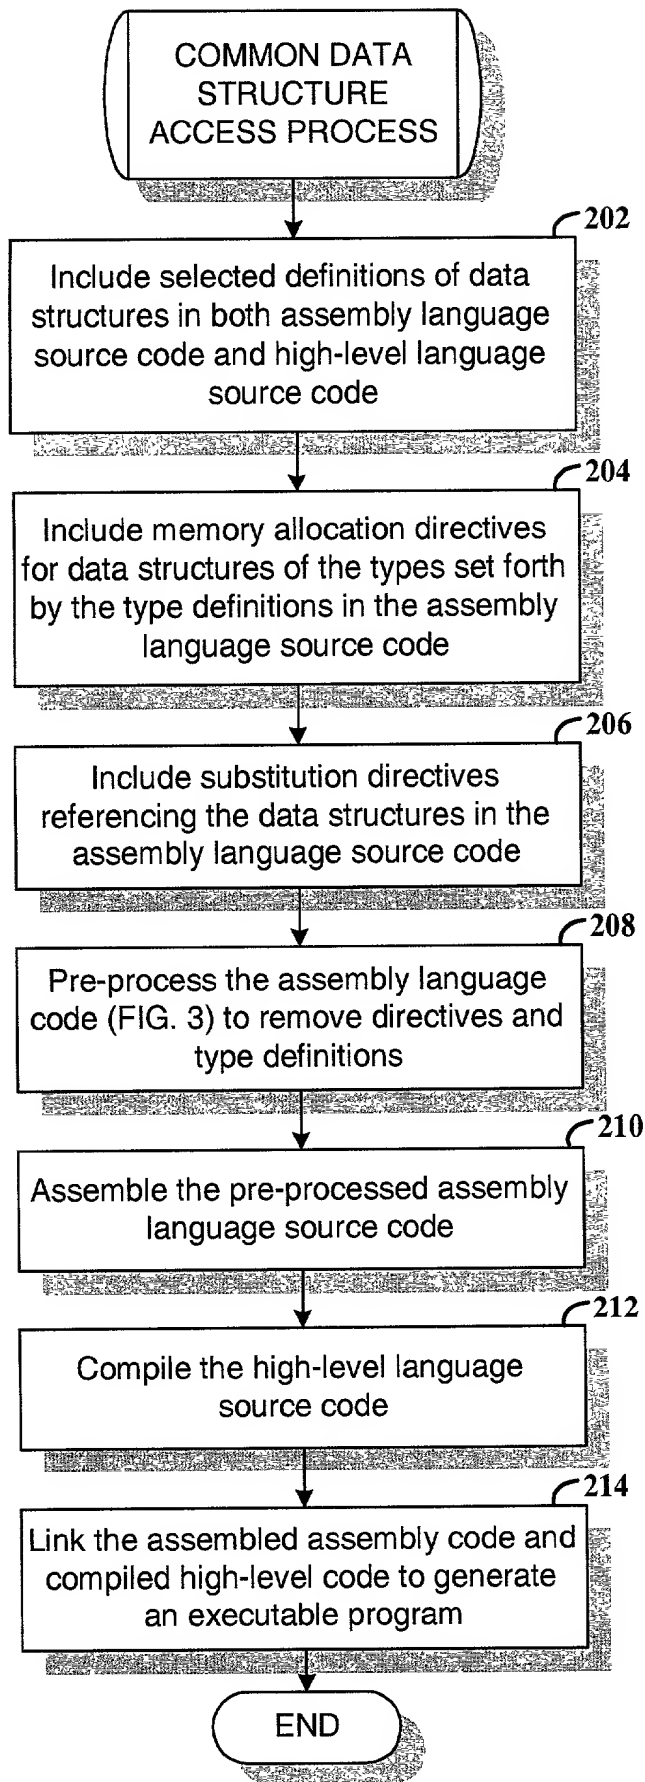 COMMON DATA
STRUCTURE
ACCESS PROCESS
202
Include selected definitions of data
structures in both assembly language
source code and high-level language
source code
204
Include memory allocation directives
for data structures of the types set forth
by the type definitions in the assembly
language source code
206
Include substitution directives
referencing the data structures in the
assembly language source code
208
Pre-process the assembly language
code (FIG. 3) to remove directives and
type definitions
210
Assemble the pre-processed assembly
language source code
212
Compile the high-level language
source code
214
Link the assembled assembly code and
compiled high-level code to generate
an executable program
END